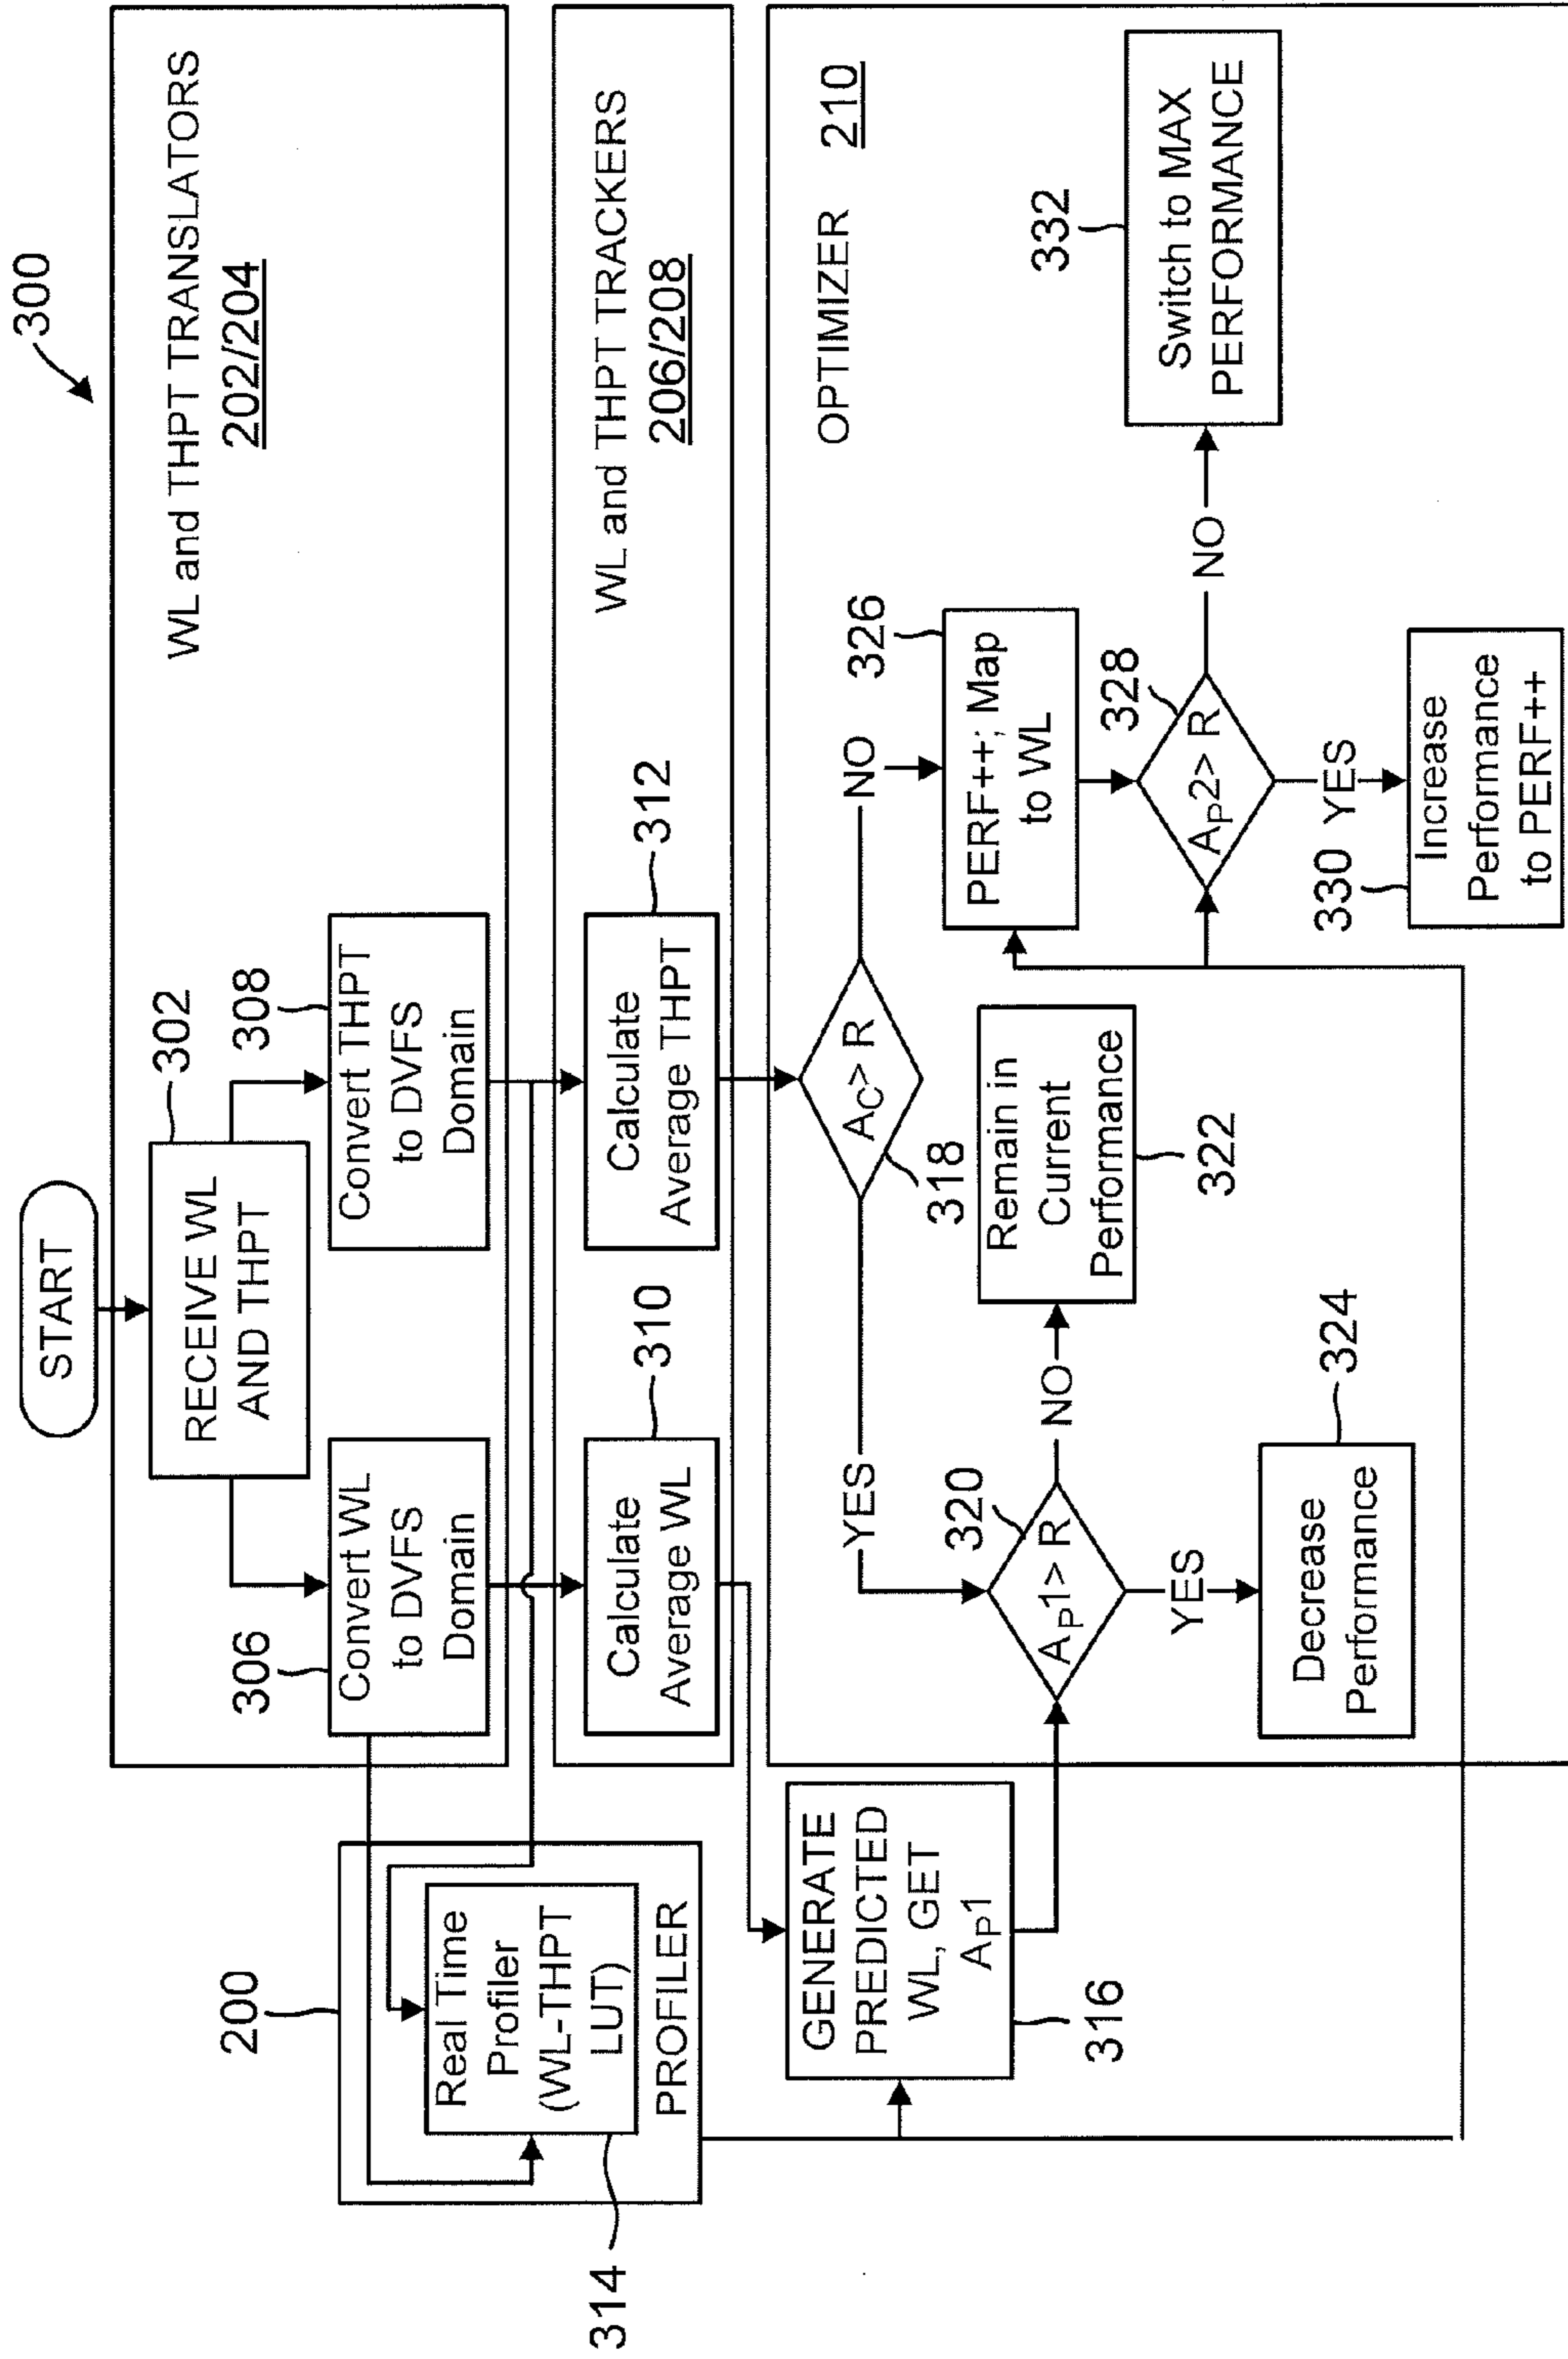 300
START
WL and THPT TRANSLATORS
202/204
302
RECEIVE WL
AND THPT
306
Convert WL
to DVFS
Domain
308
Convert THPT
to DVFS
Domain
200
Real Time
Profiler
(WL-THPT
LUT)
PROFILER
314
WL and THPT TRACKERS
206/208
Calculate
Average WL
310
Calculate
Average THPT
312
GENERATE
PREDICTED
WL, GET
AP1
316
OPTIMIZER
210
AC> R
318
YES
NO
320
AP1> R
NO
YES
Remain in
Current
Performance
322
324
Decrease
Performance
326
PERF++; Map
to WL
328
AP2> R
NO
YES
330
Increase
Performance
to PERF++
332
Switch to MAX
PERFORMANCE